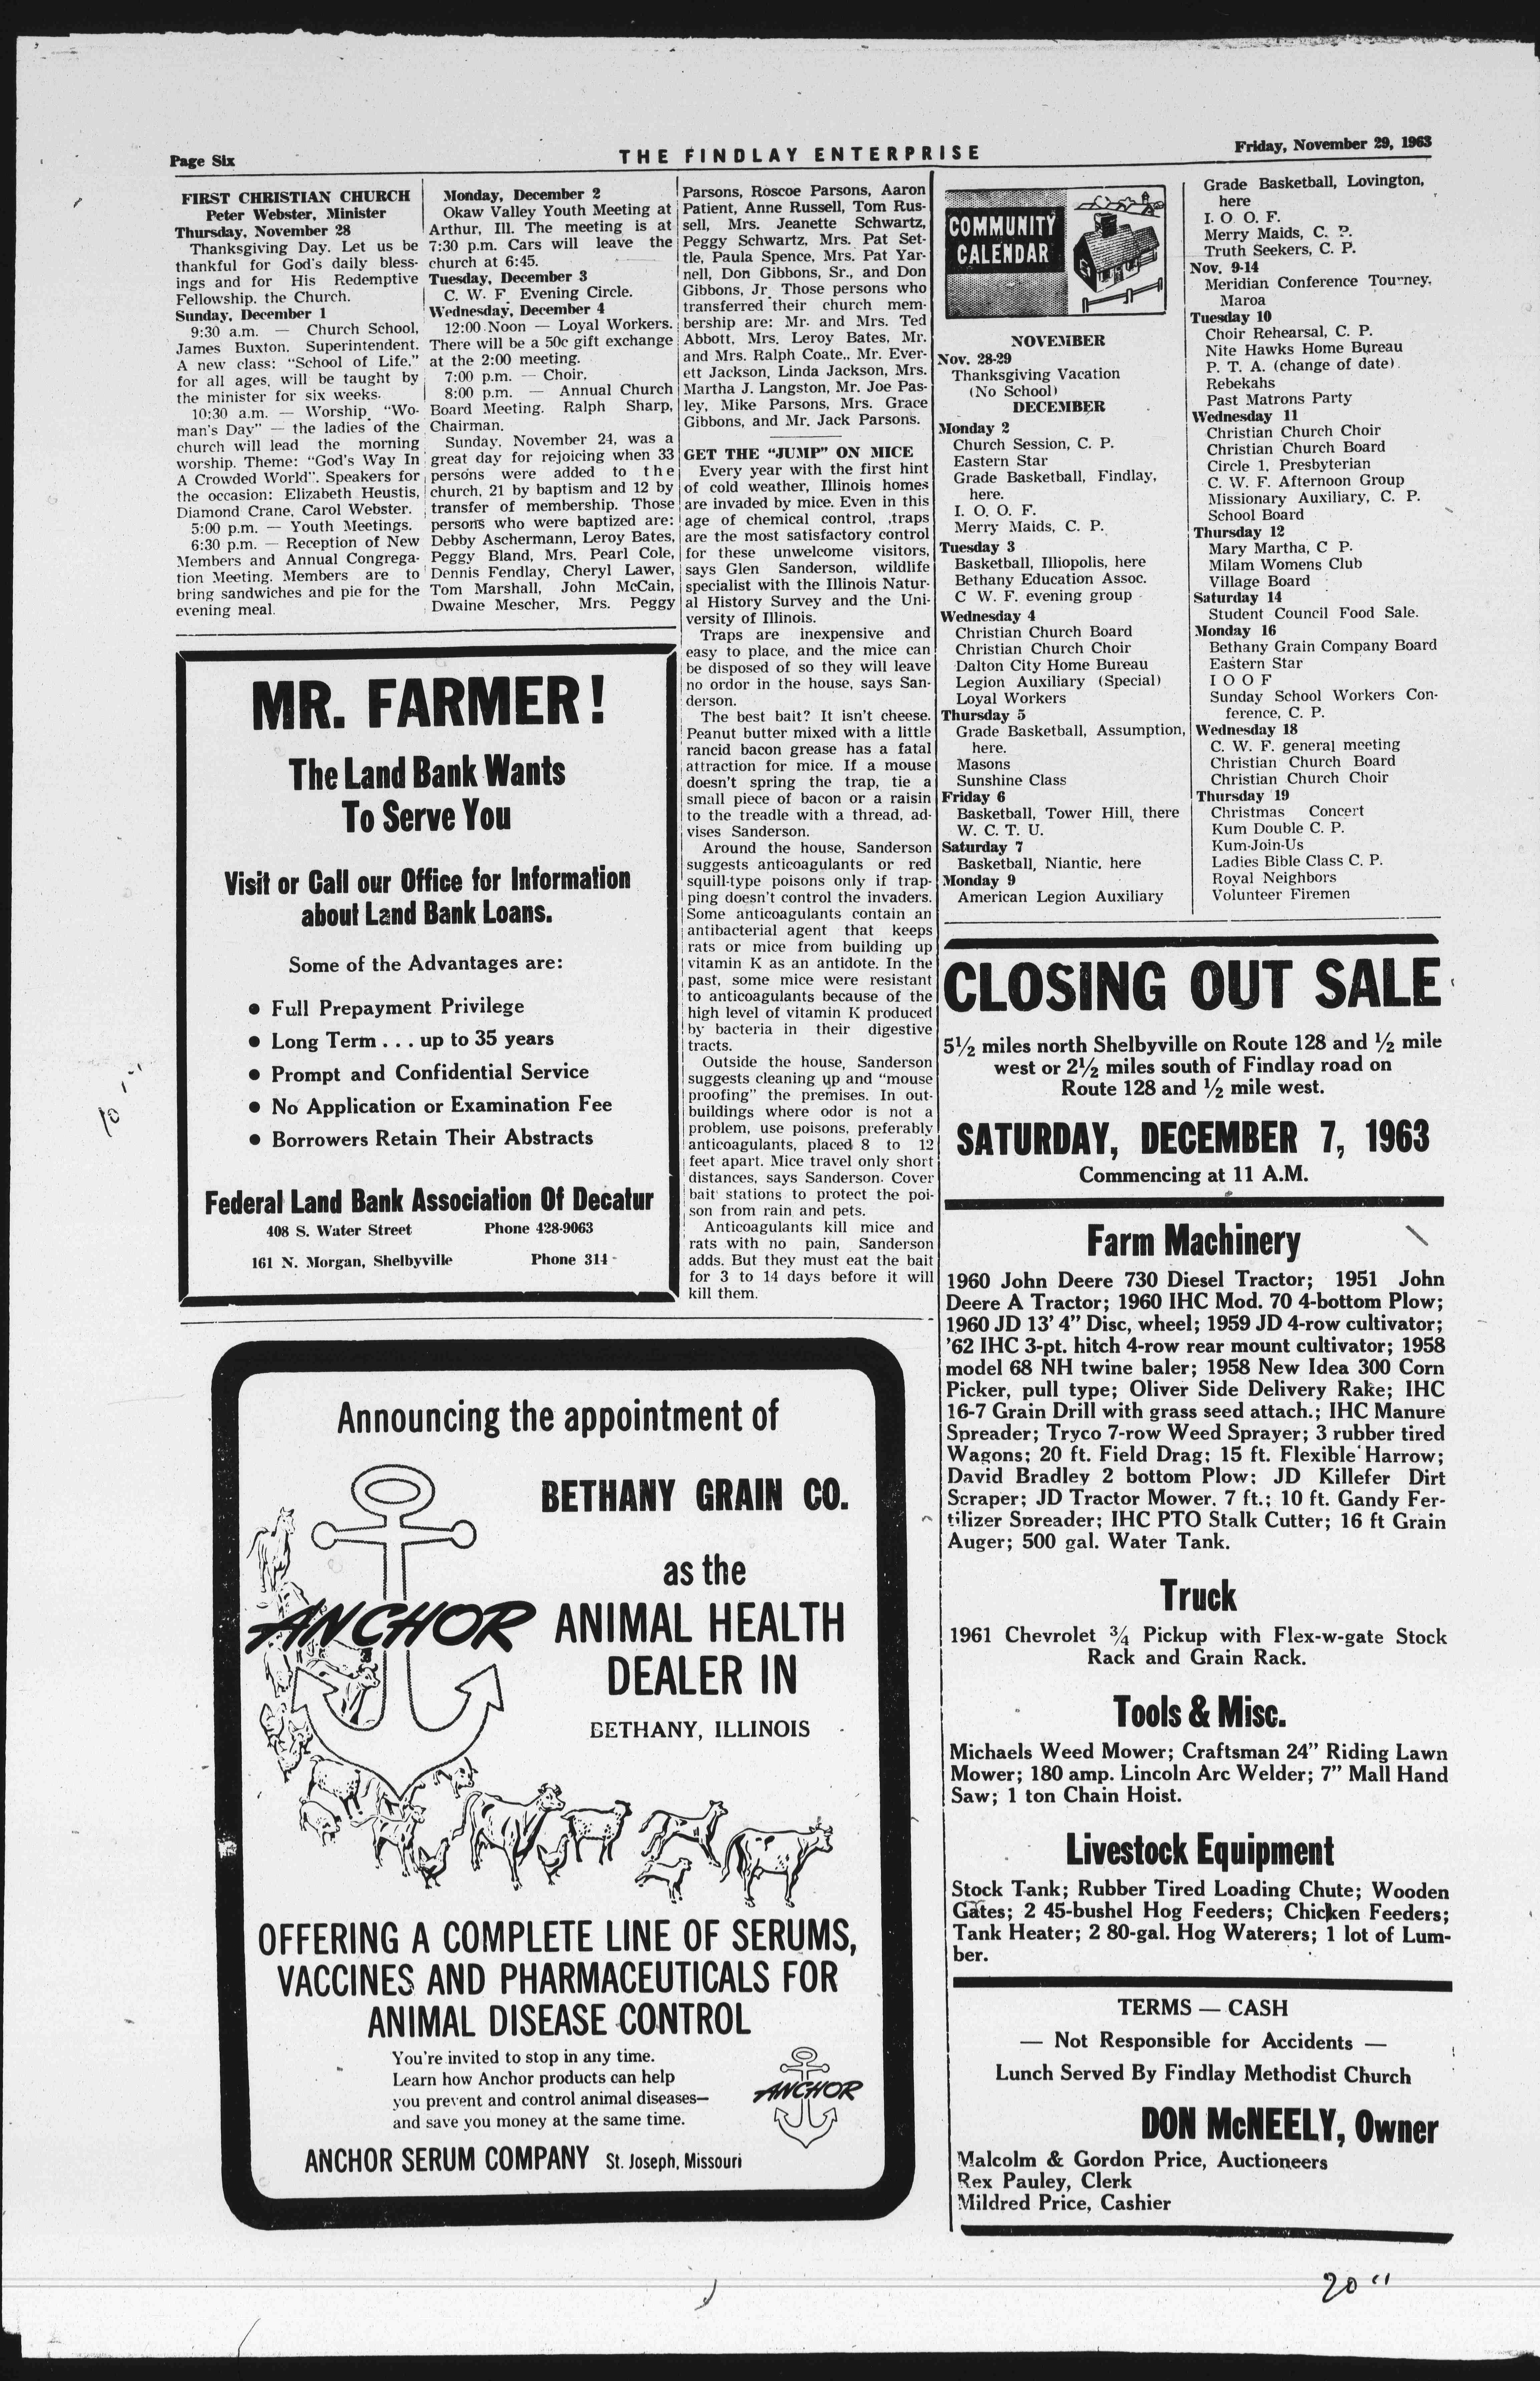 Page Six
THE FINDLAY ENTERPRISE
Friday, November 29, 1963
FIRST CHRISTIAN CHURCH
Peter Webster, Minister
Thursday, November 28
Thanksgiving Day. Let us be
thankful for God's daily bless-
ings and for His Redemptive
Fellowship, the Church.
Sunday, December 1
9:30 a.m. — Church School,
James Buxton, Superintendent.
A new class: "School of Life,"
for all ages, will be taught by
the minister for six weeks.
10:30 a.m. — Worship "Wo-
man's Day" — the ladies of the
church will lead the morning
worship. Theme: "God's Way In
A Crowded World". Speakers for
the occasion: Elizabeth Heustis,
Diamond Crane, Carol Webster.
5:00 p.m. — Youth Meetings.
6:30 p.m. — Reception of New
Members and Annual Congrega-
tion Meeting. Members are to
bring sandwiches and pie for the
evening meal.
Monday, December 2
Okaw Valley Youth Meeting at
Arthur, Ill. The meeting is at
7:30 p.m. Cars will leave the
church at 6:45.
Tuesday, December 3
C. W. F. Evening Circle.
Wednesday, December 4
12:00 Noon — Loyal Workers.
There will be a 50c gift exchange
at the 2:00 meeting.
7:00 p.m. — Choir.
8:00 p.m. — Annual Church
Board Meeting. Ralph Sharp,
Chairman.
Sunday, November 24, was a
great day for rejoicing when 33
persons were added to the
church, 21 by baptism and 12 by
transfer of membership. Those
persons who were baptized are:
Debby Aschermann, Leroy Bates,
Peggy Bland, Mrs. Pearl Cole,
Dennis Fendlay, Cheryl Lawer,
Tom Marshall, John McCain,
Dwaine Mescher, Mrs. Peggy
Parsons, Roscoe Parsons, Aaron
Patient, Anne Russell, Tom Rus-
sell, Mrs. Jeanette Schwartz,
Peggy Schwartz, Mrs. Pat Set-
tle, Paula Spence, Mrs. Pat Yar-
nell, Don Gibbons, Sr., and Don
Gibbons, Jr. Those persons who
transferred their church mem-
bership are: Mr. and Mrs. Ted
Abbott, Mrs. Leroy Bates, Mr.
and Mrs. Ralph Coate., Mr. Ever-
ett Jackson, Linda Jackson, Mrs.
Martha J. Langston, Mr. Joe Pas-
ley, Mike Parsons, Mrs. Grace
Gibbons, and Mr. Jack Parsons.
GET THE "JUMP" ON MICE
Every year with the first hint
of cold weather, Illinois homes
are invaded by mice. Even in this
age of chemical control, ,traps
are the most satisfactory control
for these unwelcome visitors,
says Glen Sanderson, wildlife
specialist with the Illinois Natur-
al History Survey and the Uni-
versity of Illinois.
Traps are inexpensive and
easy to place, and the mice can
be disposed of so they will leave
no ordor in the house, says San-
derson.
The best bait? It isn't cheese.
Peanut butter mixed with a little
rancid bacon grease has a fatal
attraction for mice. If a mouse
doesn't spring the trap, tie a
small piece of bacon or a raisin
to the treadle with a thread, ad-
vises Sanderson.
Around the house, Sanderson
suggests anticoagulants or red
squill-type poisons only if trap-
ping doesn't control the invaders.
Some anticoagulants contain an
antibacterial agent that keeps
rats or mice from building up
vitamin K as an antidote. In the
past, some mice were resistant
to anticoagulants because of the
high level of vitamin K produced
by bacteria in their digestive
tracts.
Outside the house, Sanderson
suggests cleaning up and "mouse
proofing" the premises. In out-
buildings where odor is not a
problem, use poisons, preferably
anticoagulants, placed 8 to 12
feet apart. Mice travel only short
distances, says Sanderson. Cover
bait stations to protect the poi-
son from rain and pets.
Anticoagulants kill mice and
rats with no pain, Sanderson
adds. But they must eat the bait
for 3 to 14 days before it will
kill them.
COMMUNITY
CALENDAR
NOVEMBER
Nov. 28-29
Thanksgiving Vacation
(No School)
DECEMBER
Monday 2
Church Session, C. P.
Eastern Star
Grade Basketball, Findlay,
here.
I. O. O. F.
Merry Maids, C. P.
Tuesday 3
Basketball, Illiopolis, here
Bethany Education Assoc.
C W. F. evening group
Wednesday 4
Christian Church Board
Christian Church Choir
Dalton City Home Bureau
Legion Auxiliary (Special)
Loyal Workers
Thursday 5
Grade Basketball, Assumption,
here.
Masons
Sunshine Class
Friday 6
Basketball, Tower Hill, there
W. C. T. U.
Saturday 7
Basketball, Niantic, here
Monday 9
American Legion Auxiliary
Grade Basketball, Lovington,
here
I. O O. F.
Merry Maids, C. P.
Truth Seekers, C. P.
Nov. 9-14
Meridian Conference Tourney,
Maroa
Tuesday 10
Choir Rehearsal, C. P.
Nite Hawks Home Bureau
P. T. A. (change of date)
Rebekahs
Past Matrons Party
Wednesday 11
Christian Church Choir
Christian Church Board
Circle 1, Presbyterian
C. W. F. Afternoon Group
Missionary Auxiliary, C. P.
School Board
Thursday 12
Mary Martha, C P.
Milam Womens Club
Village Board
Saturday 14
Student Council Food Sale.
Monday 16
Bethany Grain Company Board
Eastern Star
I O O F
Sunday School Workers Con-
ference, C. P.
Wednesday 18
C. W. F. general meeting
Christian Church Board
Christian Church Choir
Thursday 19
Christmas Concert
Kum Double C. P.
Kum-Join-Us
Ladies Bible Class C. P.
Royal Neighbors
Volunteer Firemen
MR. FARMER!
The Land Bank Wants
To Serve You
Visit or Call our Office for Information
about Land Bank Loans.
Some of the Advantages are:
• Full Prepayment Privilege
• Long Term . . . up to 35 years
• Prompt and Confidential Service
• No Application or Examination Fee
• Borrowers Retain Their Abstracts
Federal Land Bank Association Of Decatur
408 S. Water Street Phone 428-9063
161 N. Morgan, Shelbyville Phone 314
Announcing the appointment of
BETHANY GRAIN CO.
as the
ANCHOR
ANIMAL HEALTH
DEALER IN
BETHANY, ILLINOIS
OFFERING A COMPLETE LINE OF SERUMS,
VACCINES AND PHARMACEUTICALS FOR
ANIMAL DISEASE CONTROL
You're invited to stop in any time.
Learn how Anchor products can help
you prevent and control animal diseases—
and save you money at the same time.
ANCHOR
ANCHOR SERUM COMPANY St. Joseph, Missouri
CLOSING OUT SALE
5½ miles north Shelbyville on Route 128 and ½ mile
west or 2½ miles south of Findlay road on
Route 128 and ½ mile west.
SATURDAY, DECEMBER 7, 1963
Commencing at 11 A.M.
Farm Machinery
1960 John Deere 730 Diesel Tractor; 1951 John
Deere A Tractor; 1960 IHC Mod. 70 4-bottom Plow;
1960 JD 13' 4" Disc, wheel; 1959 JD 4-row cultivator;
'62 IHC 3-pt. hitch 4-row rear mount cultivator; 1958
model 68 NH twine baler; 1958 New Idea 300 Corn
Picker, pull type; Oliver Side Delivery Rake; IHC
16-7 Grain Drill with grass seed attach.; IHC Manure
Spreader; Tryco 7-row Weed Sprayer; 3 rubber tired
Wagons; 20 ft. Field Drag; 15 ft. Flexible Harrow;
David Bradley 2 bottom Plow; JD Killefer Dirt
Scraper; JD Tractor Mower, 7 ft.; 10 ft. Gandy Fer-
tilizer Spreader; IHC PTO Stalk Cutter; 16 ft Grain
Auger; 500 gal. Water Tank.
Truck
1961 Chevrolet ¾ Pickup with Flex-w-gate Stock
Rack and Grain Rack.
Tools & Misc.
Michaels Weed Mower; Craftsman 24" Riding Lawn
Mower; 180 amp. Lincoln Arc Welder; 7" Mall Hand
Saw; 1 ton Chain Hoist.
Livestock Equipment
Stock Tank; Rubber Tired Loading Chute; Wooden
Gates; 2 45-bushel Hog Feeders; Chicken Feeders;
Tank Heater; 2 80-gal. Hog Waterers; 1 lot of Lum-
ber.
TERMS — CASH
— Not Responsible for Accidents —
Lunch Served By Findlay Methodist Church
DON McNEELY, Owner
Malcolm & Gordon Price, Auctioneers
Rex Pauley, Clerk
Mildred Price, Cashier
10"
20"